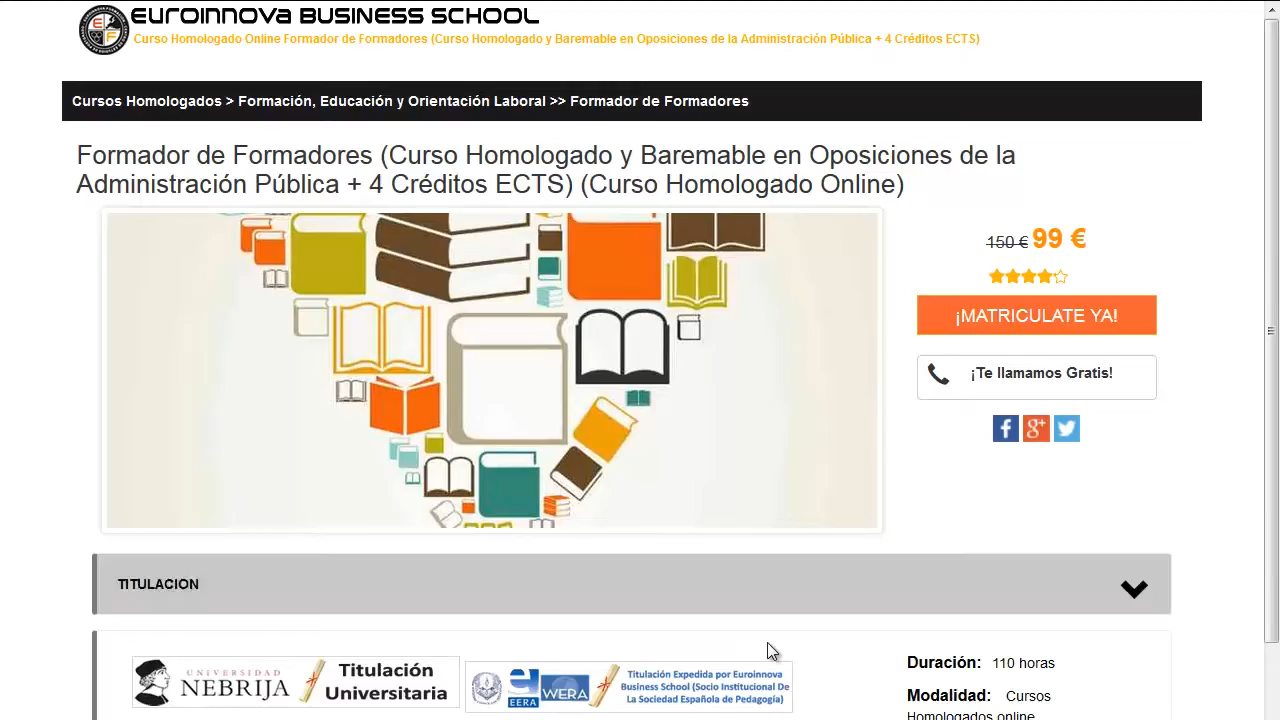 EUROINNOVA BUSINESS SCHOOL
Curso Homologado Online Formador de Formadores (Curso Homologado y Baremable en Oposiciones de la Administración Pública + 4 Créditos ECTS)
Cursos Homologados > Formación, Educación y Orientación Laboral >> Formador de Formadores
Formador de Formadores (Curso Homologado y Baremable en Oposiciones de la
Administración Pública + 4 Créditos ECTS) (Curso Homologado Online)
150 € 99 €
¡MATRICULATE YA!
¡Te llamamos Gratis!
TITULACION
UNIVERSIDAD
NEBRIJA
Titulación
Universitaria
EERA
WERA
Titulación Expedida por Euroinnova
Business School (Socio Institucional De
La Sociedad Española de Pedagogía)
Duración: 110 horas
Modalidad: Cursos
Homologados online